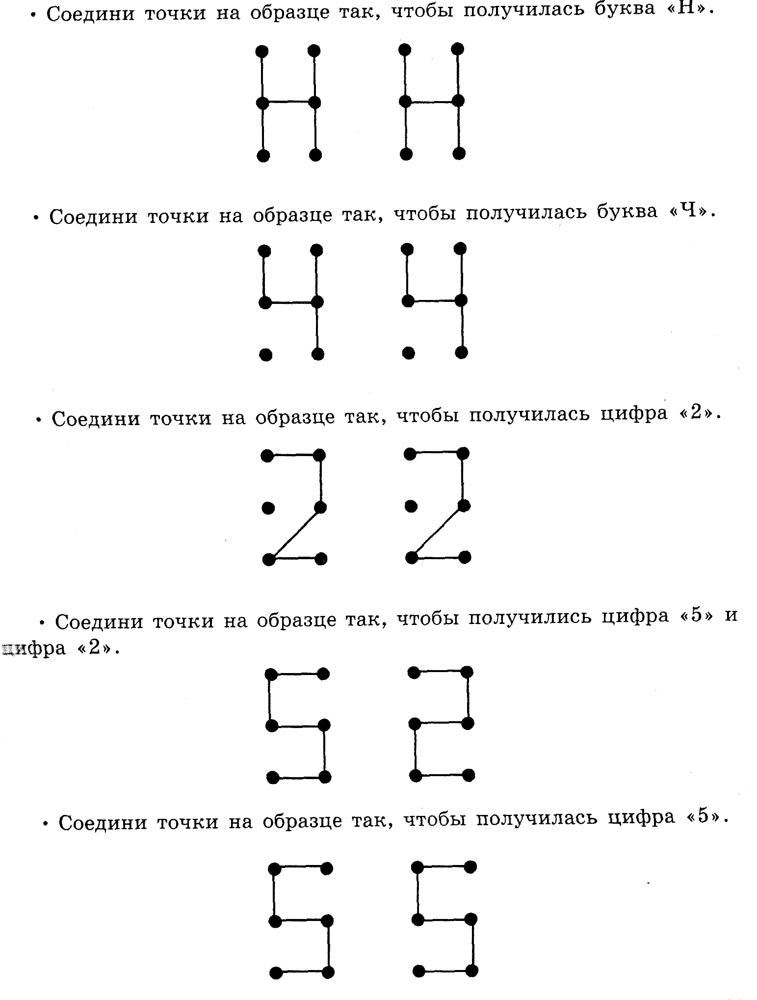 • Соедини точки на образце так, чтобы получилась буква «Н».
• Соедини точки на образце так, чтобы получилась буква «Ч».
• Соедини точки на образце так, чтобы получилась цифра «2».
• Соедини точки на образце так, чтобы получились цифра «5» и
цифра «2».
• Соедини точки на образце так, чтобы получилась цифра «5».